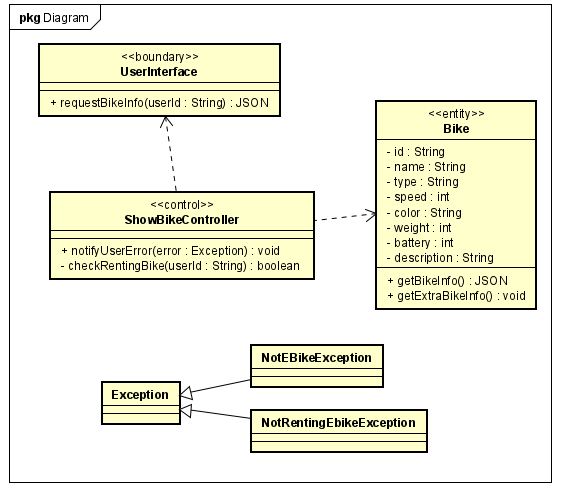 pkg Diagram
<<boundary>>
UserInterface
+ requestBikeInfo(userId : String) : JSON
<<entity>>
Bike
- id : String
- name : String
- type : String
- speed : int
- color : String
- weight : int
- battery : int
- description : String
+ getBikeInfo() : JSON
+ getExtraBikeInfo() : void
<<control>>
ShowBikeController
+ notifyUserError(error : Exception) : void
- checkRentingBike(userId : String) : boolean
NotEBikeException
Exception
NotRentingEbikeException